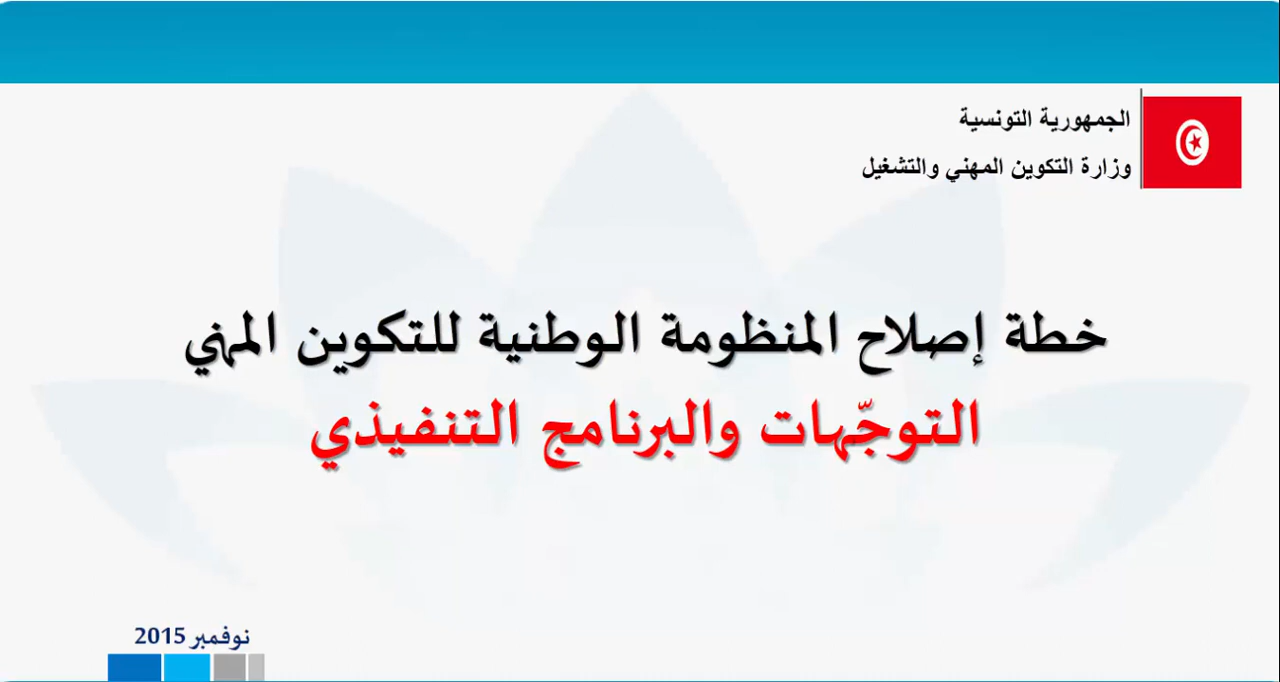 الجمهورية التونسية
وزارة التكوين المهني والتشغيل
خطة إصلاح المنظومة الوطنية للتكوين المهني
التوجّهات والبرنامج التنفيذي
نوفمبر 2015